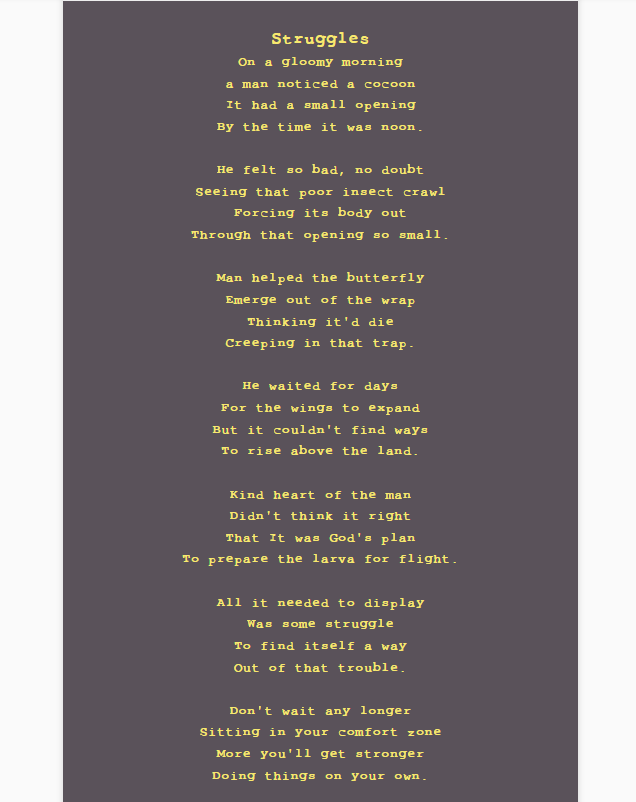 Struggles
On a gloomy morning
a man noticed a cocoon
It had a small opening
By the time it was noon.
He felt so bad, no doubt
Seeing that poor insect crawl
Forcing its body out
Through that opening so small.
Man helped the butterfly
Emerge out of the wrap
Thinking it'd die
Creeping in that trap.
He waited for days
For the wings to expand
But it couldn't find ways
To rise above the land.
Kind heart of the man
Didn't think it right
That It was God's plan
To prepare the larva for flight.
All it needed to display
Was some struggle
To find itself a way
Out of that trouble.
Don't wait any longer
Sitting in your comfort zone
More you'll get stronger
Doing things on your own.